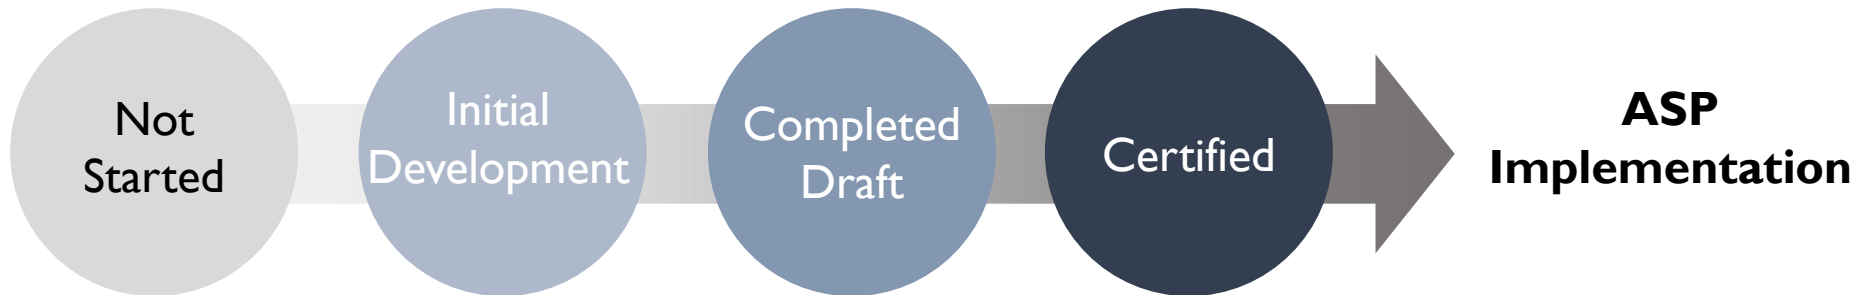 Not
Started
Initial
Development
Completed
Draft
Certified
ASP
Implementation